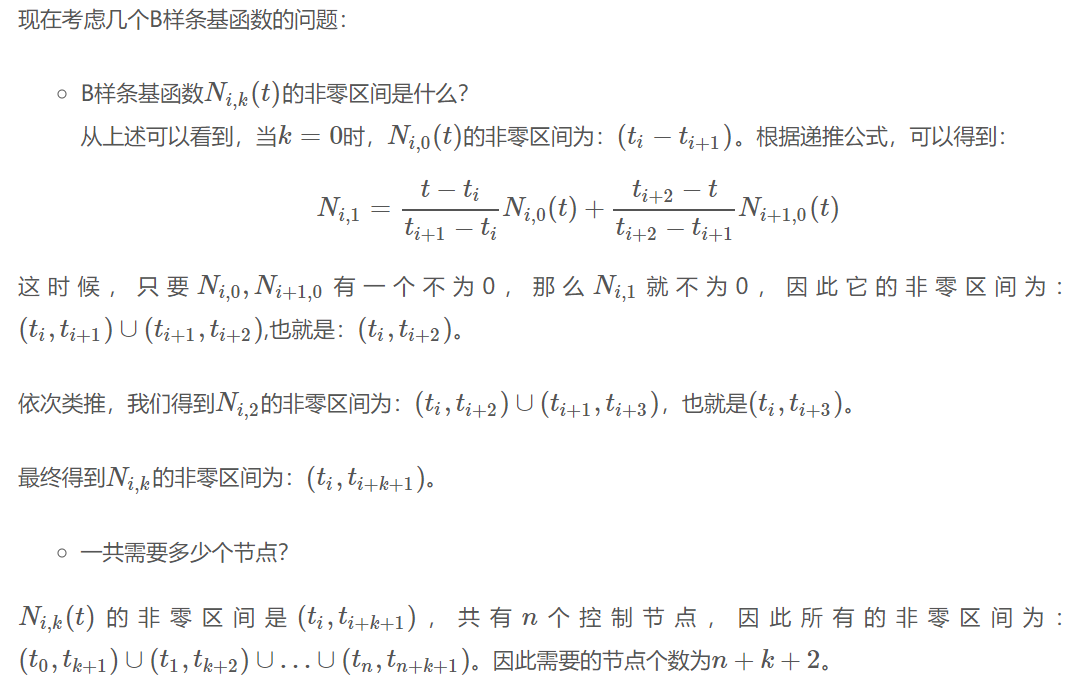 现在考虑几个B样条基函数的问题：
○ B样条基函数$N_{i,k}(t)$的非零区间是什么？
从上述可以看到，当$k=0$时，$N_{i,0}(t)$的非零区间为：$(t_i-t_{i+1})$。根据递推公式，可以得到：
$N_{i,1}=\frac{t-t_i}{t_{i+1}-t_i}N_{i,0}(t)+\frac{t_{i+2}-t}{t_{i+2}-t_{i+1}}N_{i+1,0}(t)$
这时候，只要$N_{i,0},N_{i+1,0}$有一个不为0，那么$N_{i,1}$就不为0，因此它的非零区间为：
$(t_i,t_{i+1})\cup(t_{i+1},t_{i+2})$,也就是：$(t_i,t_{i+2})$。
依次类推，我们得到$N_{i,2}$的非零区间为：$(t_i,t_{i+2})\cup(t_{i+1},t_{i+3})$，也就是$(t_i,t_{i+3})$。
最终得到$N_{i,k}$的非零区间为：$(t_i,t_{i+k+1})$。
○ 一共需要多少个节点？
$N_{i,k}(t)$的非零区间是$(t_i,t_{i+k+1})$，共有$n$个控制节点，因此所有的非零区间为：
$(t_0,t_{k+1})\cup(t_1,t_{k+2})\cup\ldots\cup(t_n,t_{n+k+1})$。因此需要的节点个数为$n+k+2$。